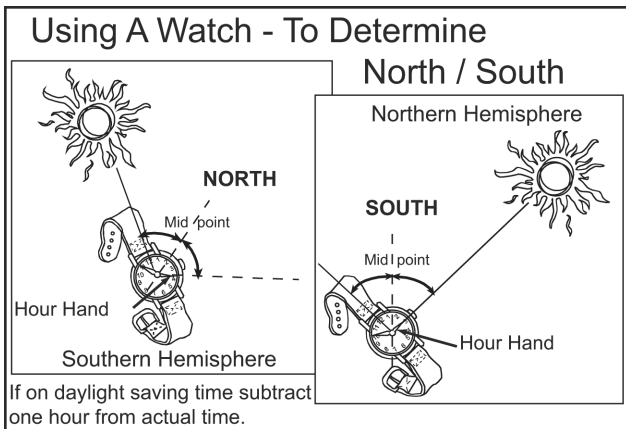 Using A Watch - To Determine
North / South
NORTH
Mid point
Hour Hand
Southern Hemisphere
Northern Hemisphere
SOUTH
Mid point
Hour Hand
If on daylight saving time subtract
one hour from actual time.